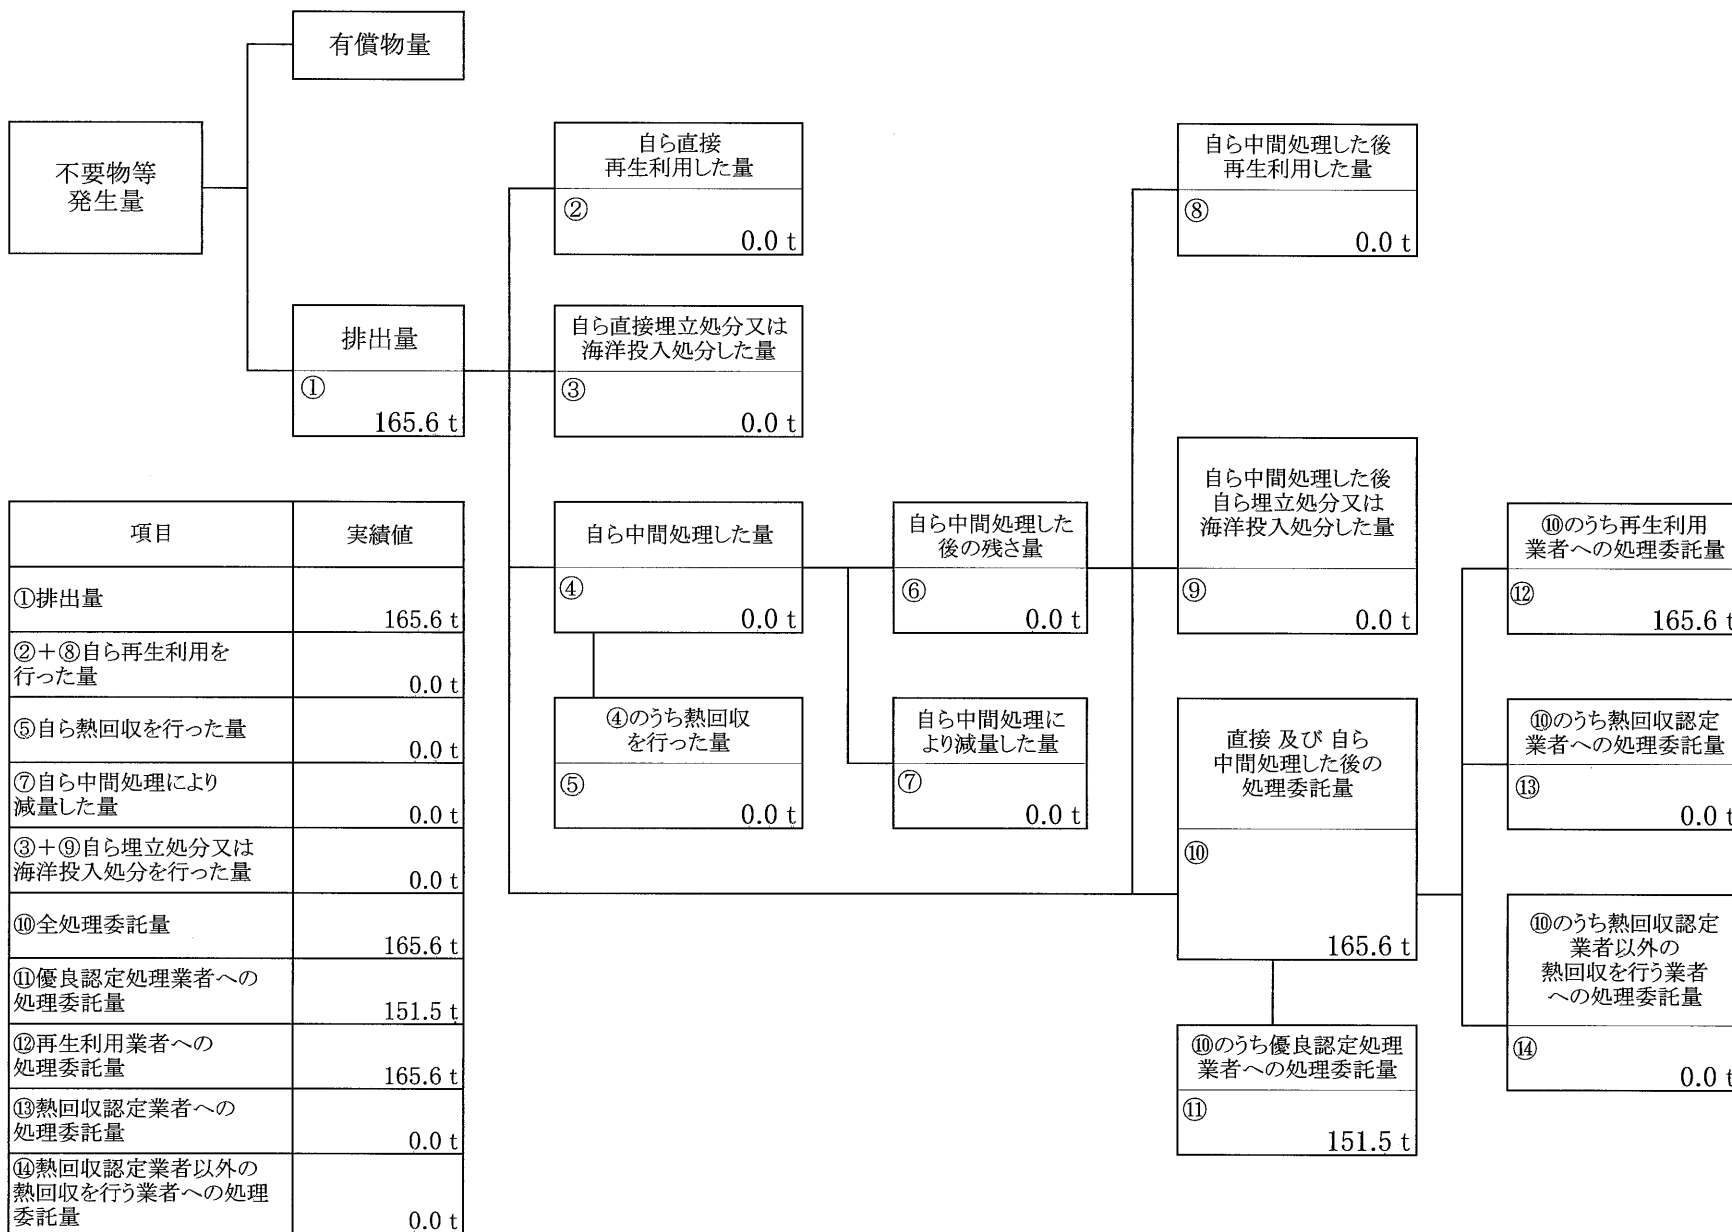 有償物量
不要物等
発生量
排出量
①
165.6 t
自ら直接
再生利用した量
②
0.0 t
自ら直接埋立処分又は
海洋投入処分した量
③
0.0 t
自ら中間処理した量
④
0.0 t
④のうち熱回収
を行った量
⑤
0.0 t
自ら中間処理した
後の残さ量
⑥
0.0 t
自ら中間処理に
より減量した量
⑦
0.0 t
自ら中間処理した後
再生利用した量
⑧
0.0 t
自ら中間処理した後
自ら埋立処分又は
海洋投入処分した量
⑨
0.0 t
直接 及び 自ら
中間処理した後の
処理委託量
⑩
165.6 t
⑩のうち優良認定処理
業者への処理委託量
⑪
151.5 t
⑩のうち再生利用
業者への処理委託量
⑫
165.6 t
⑩のうち熱回収認定
業者への処理委託量
⑬
0.0 t
⑩のうち熱回収認定
業者以外の
熱回収を行う業者
への処理委託量
⑭
0.0 t
項目 実績値
①排出量
165.6 t
②+⑧自ら再生利用を
行った量
0.0 t
⑤自ら熱回収を行った量
0.0 t
⑦自ら中間処理により
減量した量
0.0 t
③+⑨自ら埋立処分又は
海洋投入処分を行った量
0.0 t
⑩全処理委託量
165.6 t
⑪優良認定処理業者への
処理委託量
151.5 t
⑫再生利用業者への
処理委託量
165.6 t
⑬熱回収認定業者への
処理委託量
0.0 t
⑭熱回収認定業者以外の
熱回収を行う業者への処理
委託量
0.0 t